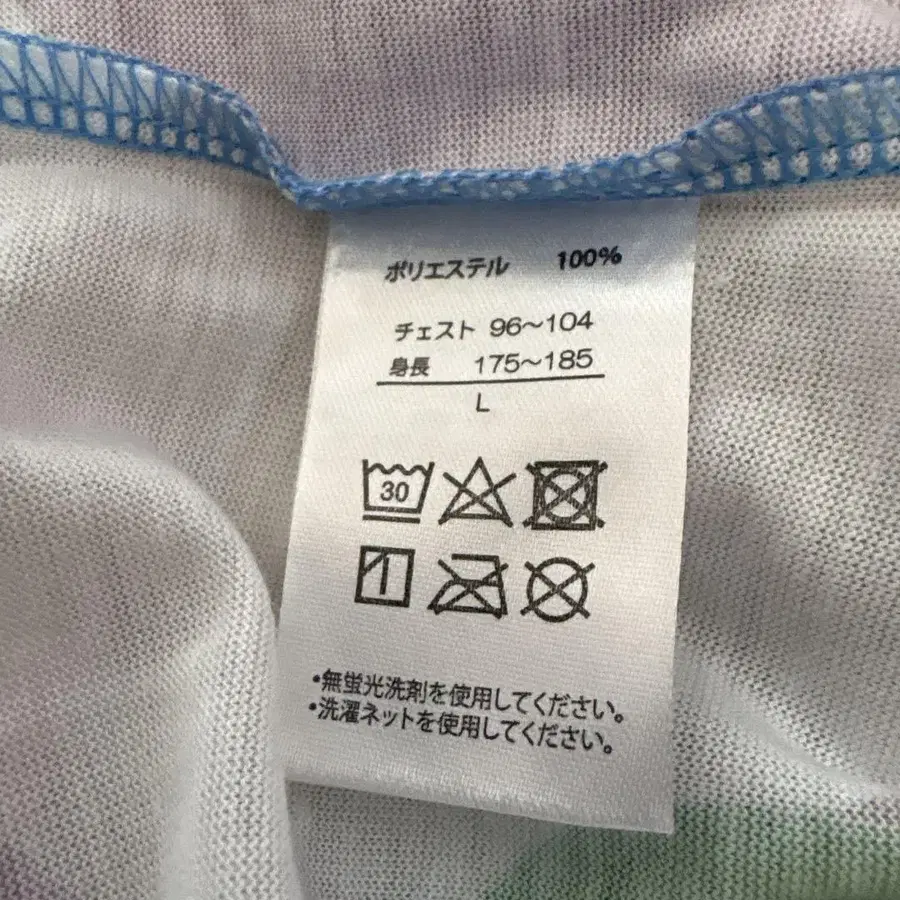 ポリエステル 100%
チェスト 96〜104
身長 175〜185
L
30
・無蛍光洗剤を使用してください。
・洗濯ネットを使用してください。